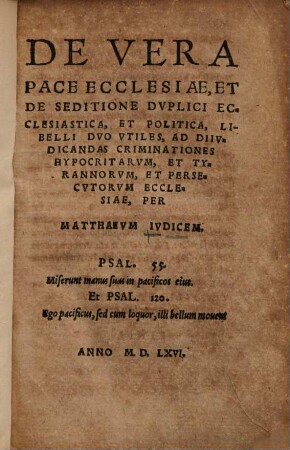 DE VERA
PACE ECCLESIAE, ET
DE SEDITIONE DVPLICI EC-
CLESIASTICA, ET POLITICA, LI-
BELLI DVO VTILES, AD DIIV-
DICANDAS CRIMINATIONES
HYPOCRITARVM, ET TY-
RANNORVM, ET PERSE-
CVTORVM ECCLE-
SIAE, PER
MATTHAEVM IVDICEM.
PSAL. 55.
Miserunt manus suas in pacificos eius.
Et PSAL. 120.
Ego pacificus, sed cum loquor, illi bellum mouent
ANNO M. D. LXVI.